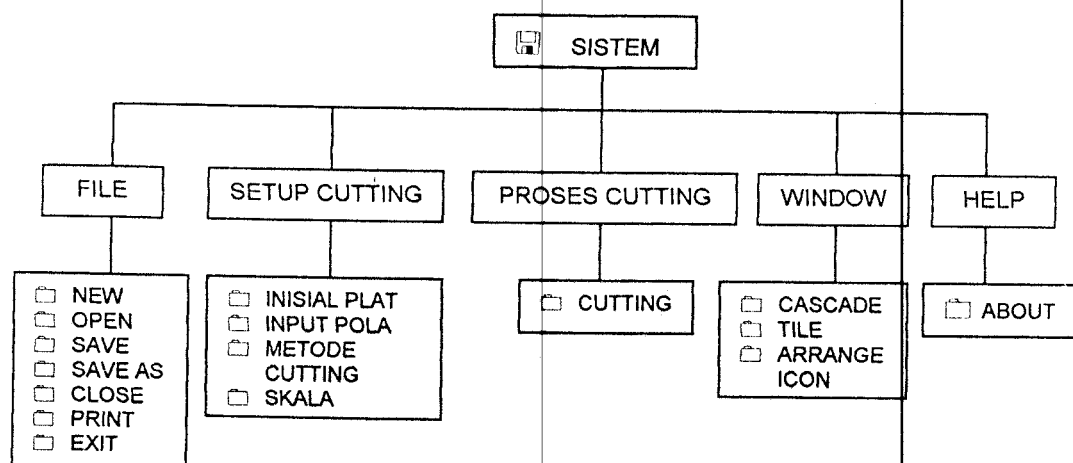 SISTEM
FILE
SETUP CUTTING
PROSES CUTTING
WINDOW
HELP
NEW
OPEN
SAVE
SAVE AS
CLOSE
PRINT
EXIT
INISIAL PLAT
INPUT POLA
METODE
CUTTING
SKALA
CUTTING
CASCADE
TILE
ARRANGE
ICON
ABOUT